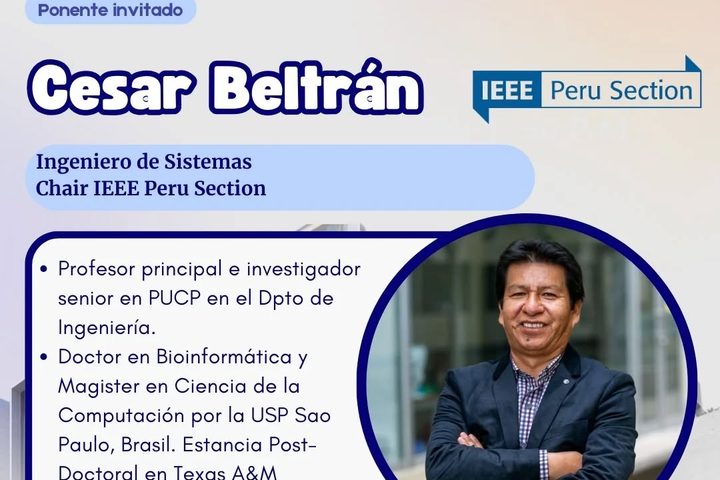 Ponente invitado
Cesar Beltrán
IEEE Peru Section
Ingeniero de Sistemas
Chair IEEE Peru Section
• Profesor principal e investigador
senior en PUCP en el Dpto de
Ingeniería.
• Doctor en Bioinformática y
Magister en Ciencia de la
Computación por la USP Sao
Paulo, Brasil. Estancia Post-
Doctoral en Texas A&M